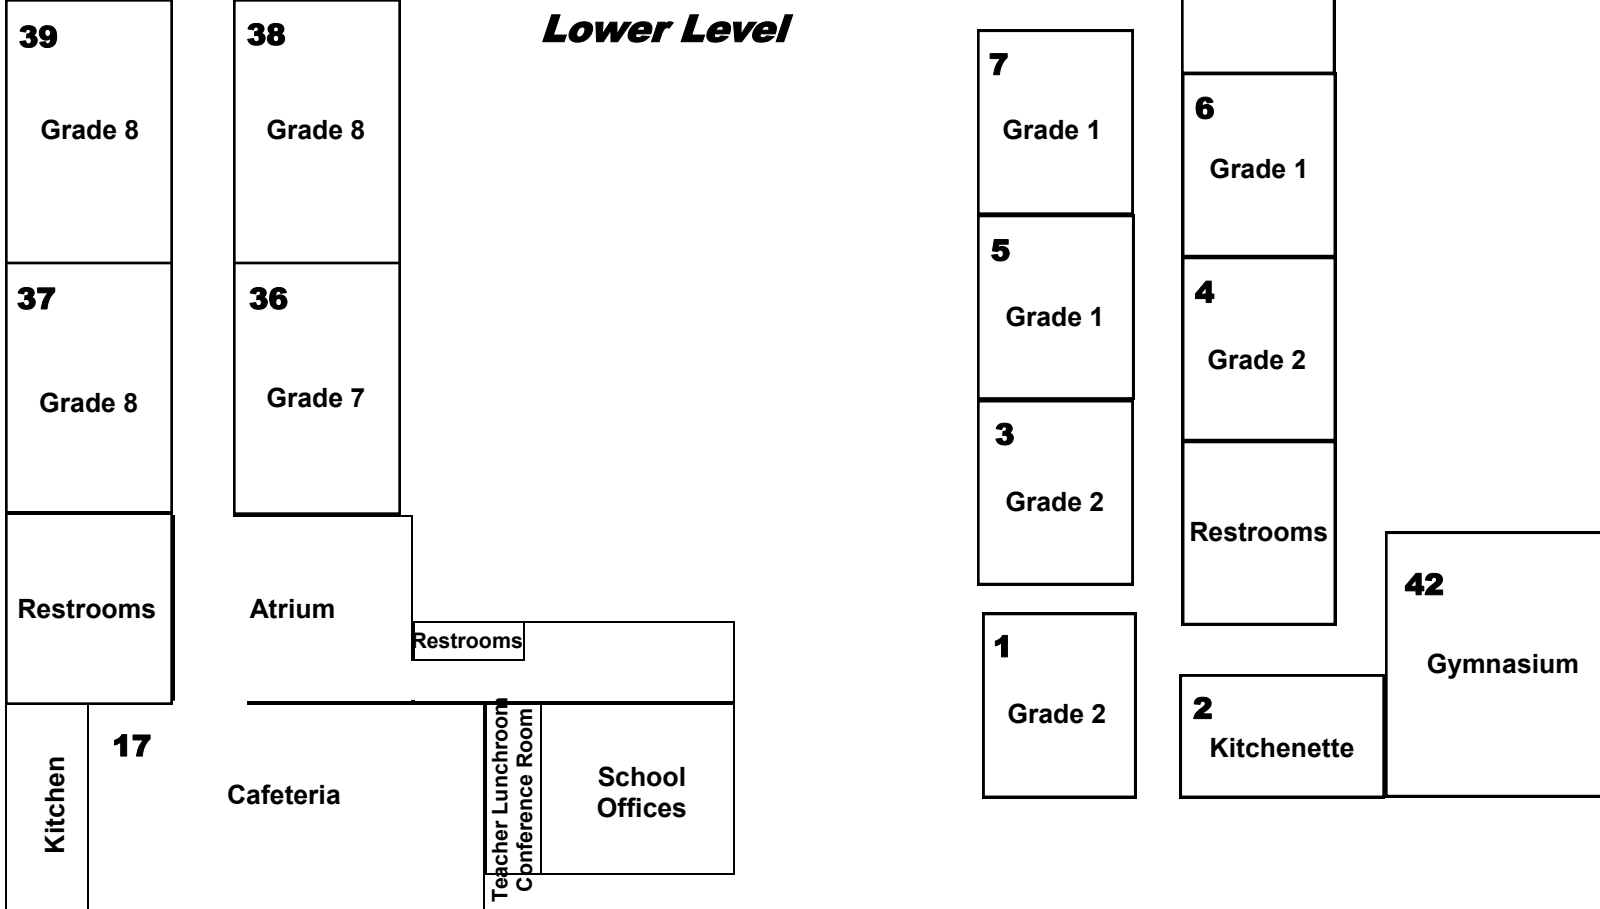 Lower Level
39
Grade 8
38
Grade 8
37
Grade 8
36
Grade 7
Restrooms
Atrium
Restrooms
Kitchen
17
Cafeteria
Teacher Lunchroom
Conference Room
School
Offices
7
Grade 1
6
Grade 1
5
Grade 1
4
Grade 2
3
Grade 2
Restrooms
1
Grade 2
2
Kitchenette
42
Gymnasium